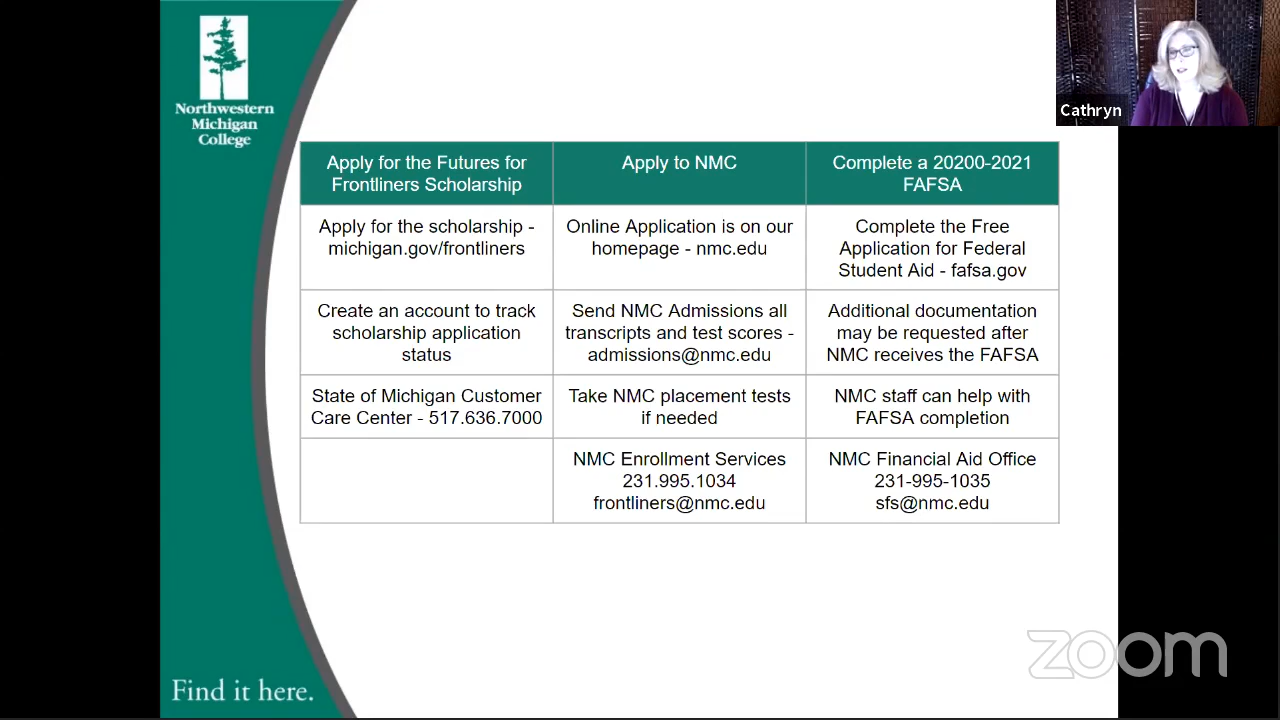 Northwestern
Michigan
College
Cathryn
Apply for the Futures for
Frontliners Scholarship
Apply to NMC
Complete a 20200-2021
FAFSA
Apply for the scholarship -
michigan.gov/frontliners
Online Application is on our
homepage - nmc.edu
Complete the Free
Application for Federal
Student Aid - fafsa.gov
Create an account to track
scholarship application
status
Send NMC Admissions all
transcripts and test scores -
admissions@nmc.edu
Additional documentation
may be requested after
NMC receives the FAFSA
State of Michigan Customer
Care Center - 517.636.7000
Take NMC placement tests
if needed
NMC staff can help with
FAFSA completion
NMC Enrollment Services
231.995.1034
frontliners@nmc.edu
NMC Financial Aid Office
231-995-1035
sfs@nmc.edu
zoom
Find it here.